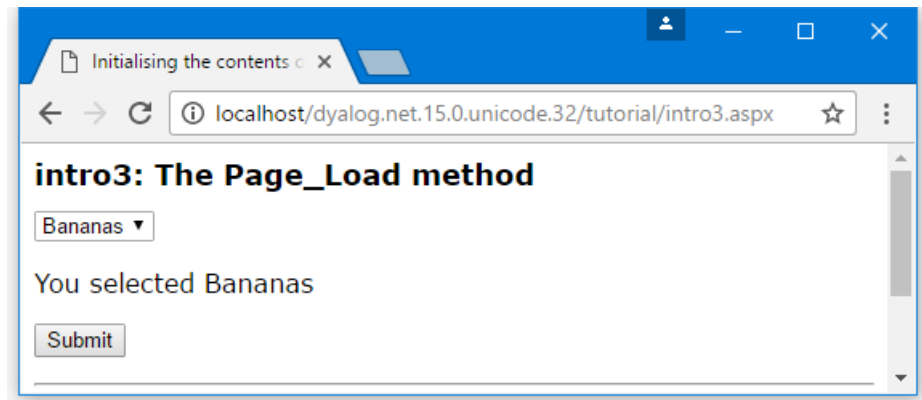 Initialising the contents o
localhost/dyalog.net.15.0.unicode.32/tutorial/intro3.aspx
intro3: The Page_Load method
Bananas
You selected Bananas
Submit